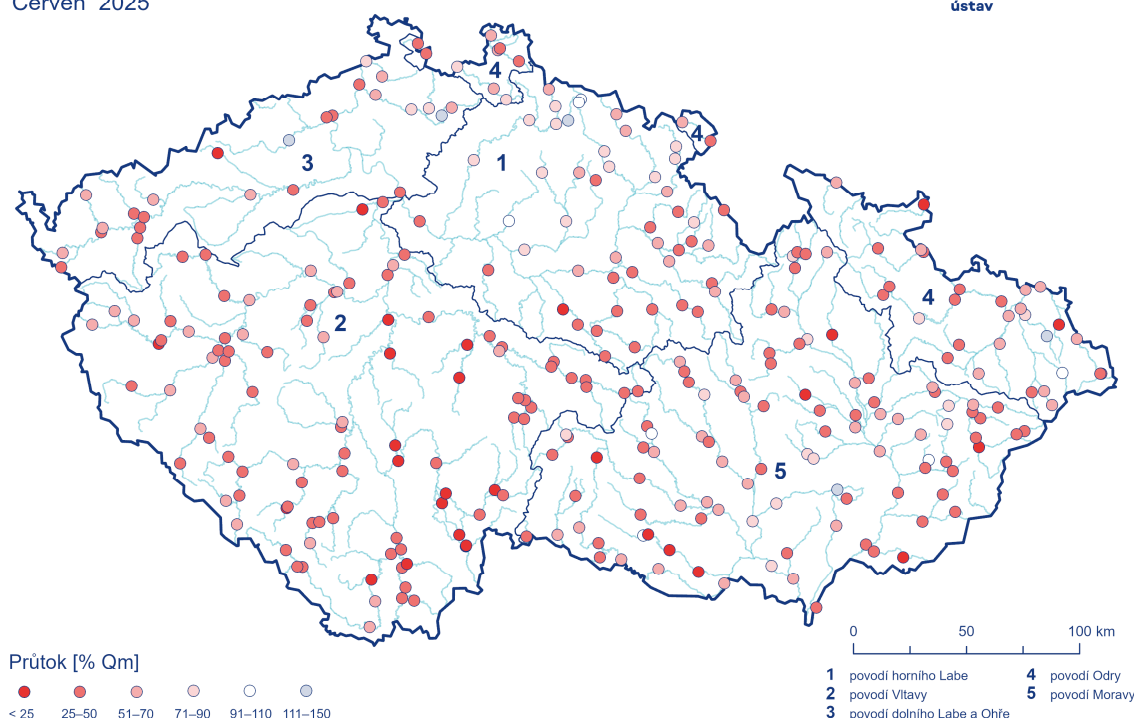 Červen 2025
ústav
4
4
1
3
2
4
5
0 50 100 km
Průtok [% Qm]
< 25 25–50 51–70 71–90 91–110 111–150
1 povodí horního Labe
2 povodí Vltavy
3 povodí dolního Labe a Ohře
4 povodí Odry
5 povodí Moravy